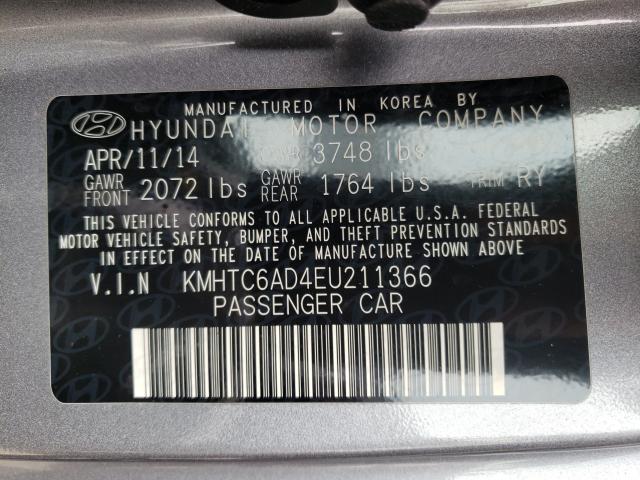 MANUFACTURED IN KOREA BY
HYUNDAI MOTOR COMPANY
APR/11/14 GVWR 3748 lbs
GAWR FRONT 2072 lbs GAWR REAR 1764 lbs TRIM RY
THIS VEHICLE CONFORMS TO ALL APPLICABLE U.S.A. FEDERAL
MOTOR VEHICLE SAFETY, BUMPER, AND THEFT PREVENTION STANDARDS
IN EFFECT ON THE DATE OF MANUFACTURE SHOWN ABOVE
V.I.N KMHTC6AD4EU211366
PASSENGER CAR